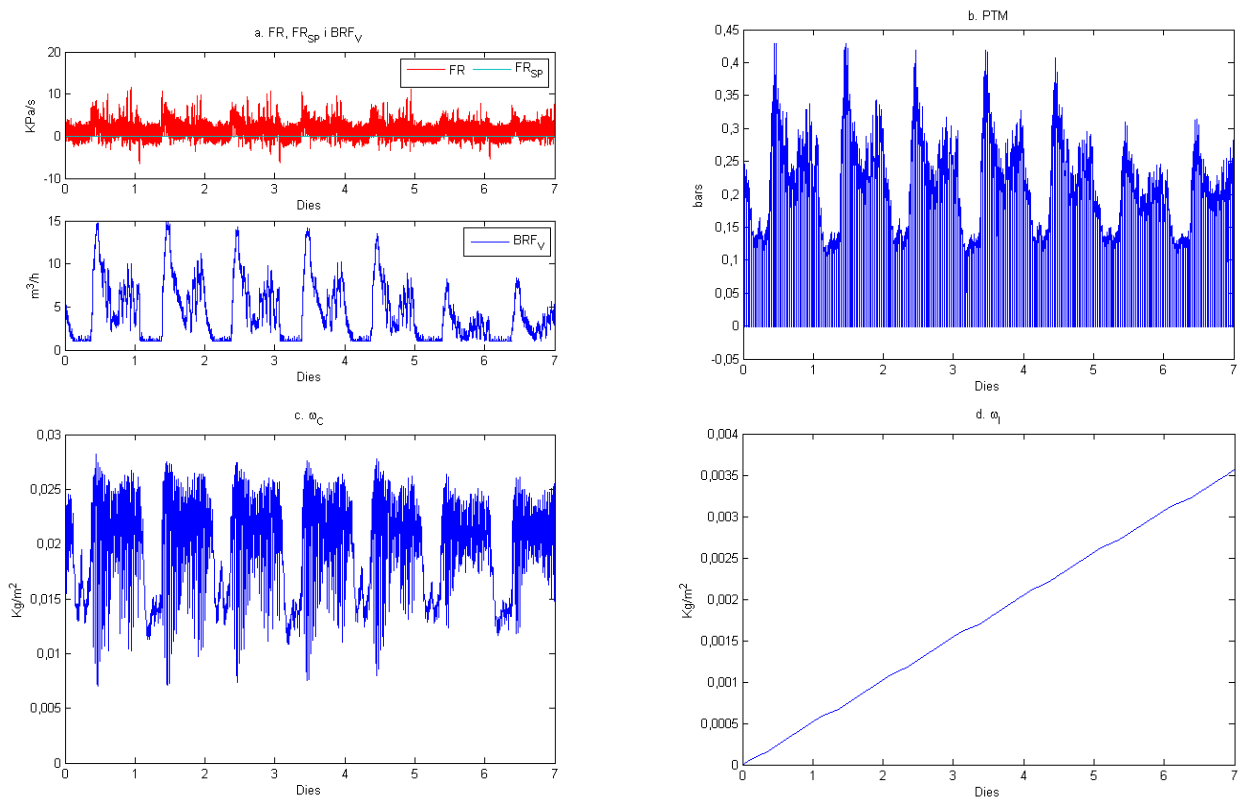 a. FR, FR_SP i BRF_V
20
10
0
-10
KPa/s
FR FR_SP
0 1 2 3 4 5 6 7
Dies
15
10
5
0
m^3/h
BRF_V
0 1 2 3 4 5 6 7
Dies
b. PTM
0,45
0,4
0,35
0,3
0,25
0,2
0,15
0,1
0,05
0
-0,05
bars
0 1 2 3 4 5 6 7
Dies
c. ω_C
0,03
0,025
0,02
0,015
0,01
0,005
0
Kg/m^2
0 1 2 3 4 5 6 7
Dies
d. ω_I
0,004
0,0035
0,003
0,0025
0,002
0,0015
0,001
0,0005
0
Kg/m^2
0 1 2 3 4 5 6 7
Dies